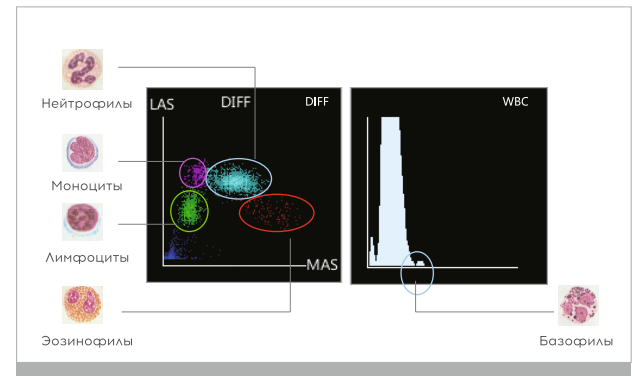 Нейтрофилы
Моноциты
Лимфоциты
Эозинофилы
LAS
DIFF
DIFF
MAS
WBC
Базофилы